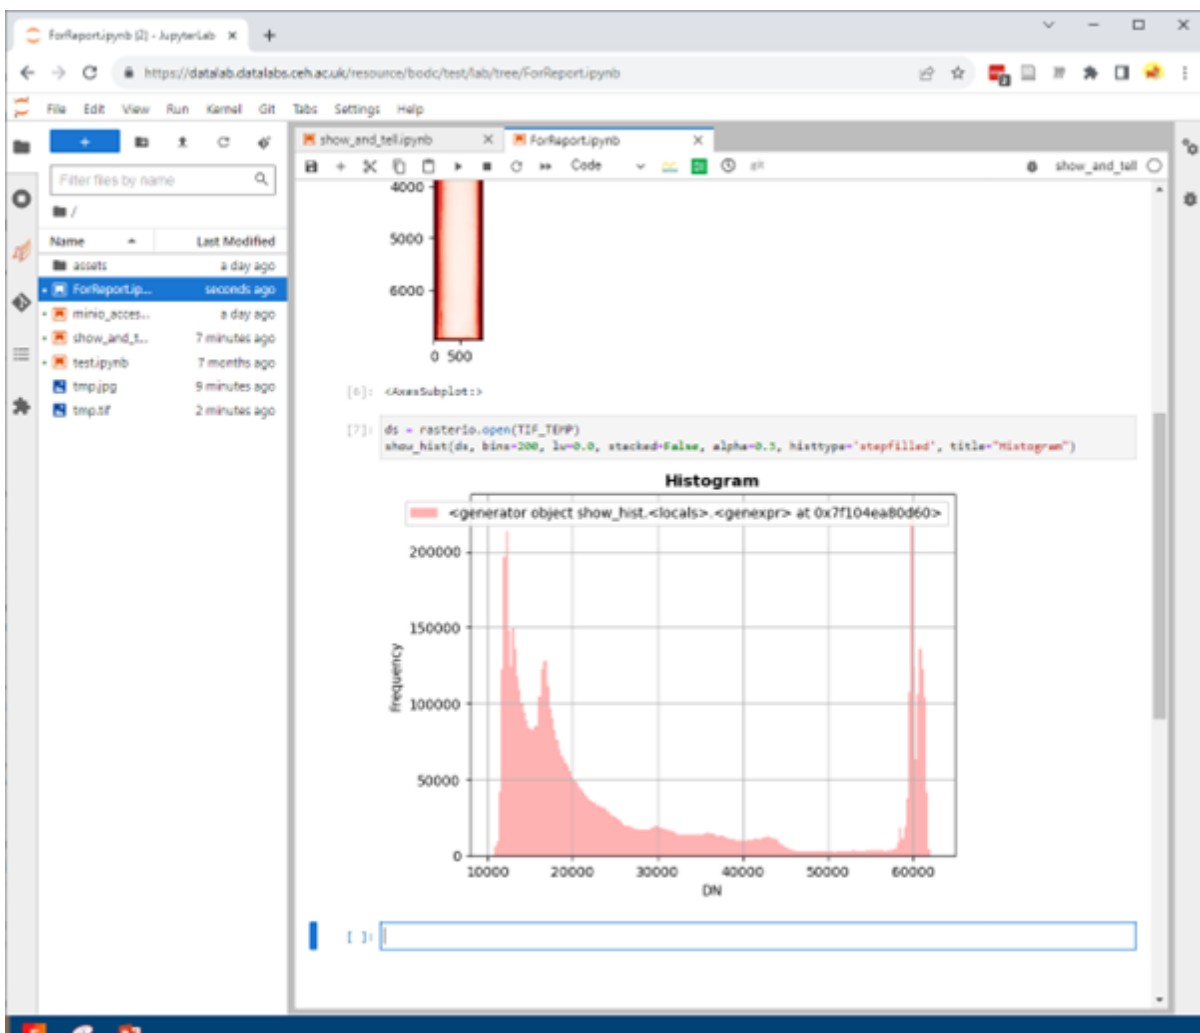 ForReport.ipynb (2) - JupyterLab
https://datalab.datalabs.ceh.ac.uk/resource/bodc/test/lab/tree/ForReport.ipynb
File Edit View Run Kernel Git Tabs Settings Help
show_and_tell.ipynb
ForReport.ipynb
Filter files by name
Code
git
show_and_tell
/
Name Last Modified
assets a day ago
ForReport.ip... seconds ago
minio_acces... a day ago
show_and_t... 7 minutes ago
test.ipynb 7 months ago
tmp.jpg 9 minutes ago
tmp.tif 2 minutes ago
4000
5000
6000
0 500
[6]: <AxesSubplot:>
[7]: ds = rasterio.open(TIF_TEMP)
show_hist(ds, bins=200, lw=0.0, stacked=False, alpha=0.3, histtype='stepfilled', title="Histogram")
Histogram
<generator object show_hist.<locals>.<genexpr> at 0x7f104ea80d60>
200000
150000
100000
50000
0
Frequency
10000 20000 30000 40000 50000 60000
DN
[ ]: